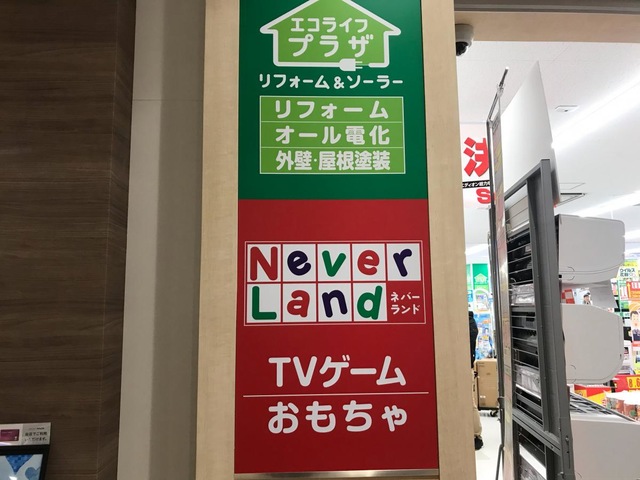 エコライフ
プラザ
リフォーム&ソーラー
リフォーム
オール電化
外壁・屋根塗装
Never
Land
ネバー
ランド
TVゲーム
おもちゃ
決
S